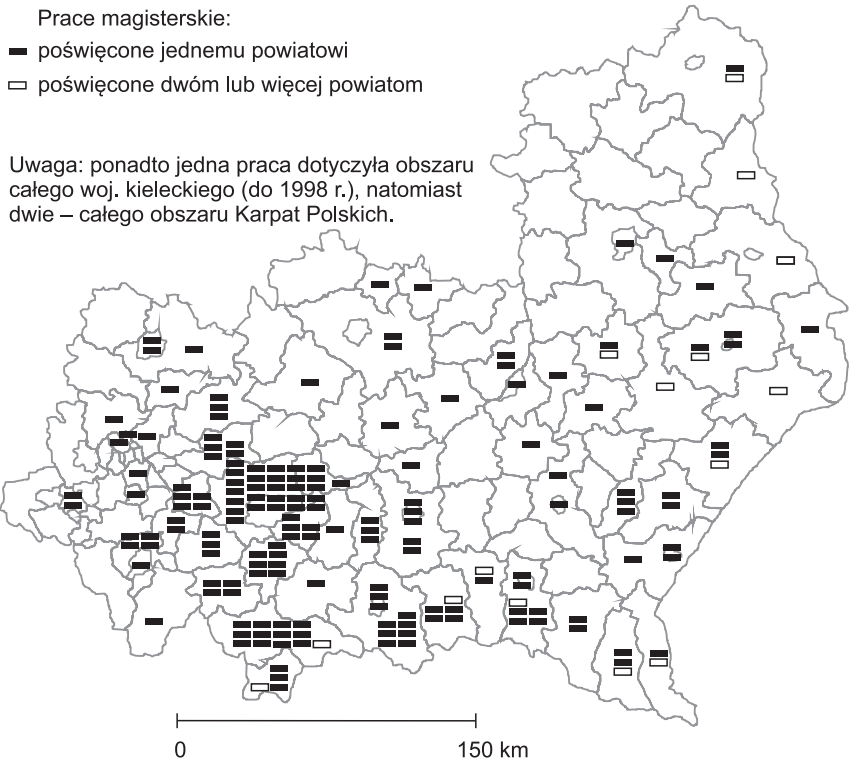 Prace magisterskie:
poświęcone jednemu powiatowi
poświęcone dwóm lub więcej powiatom
Uwaga: ponadto jedna praca dotyczyła obszaru
całego woj. kieleckiego (do 1998 r.), natomiast
dwie – całego obszaru Karpat Polskich.
0 150 km